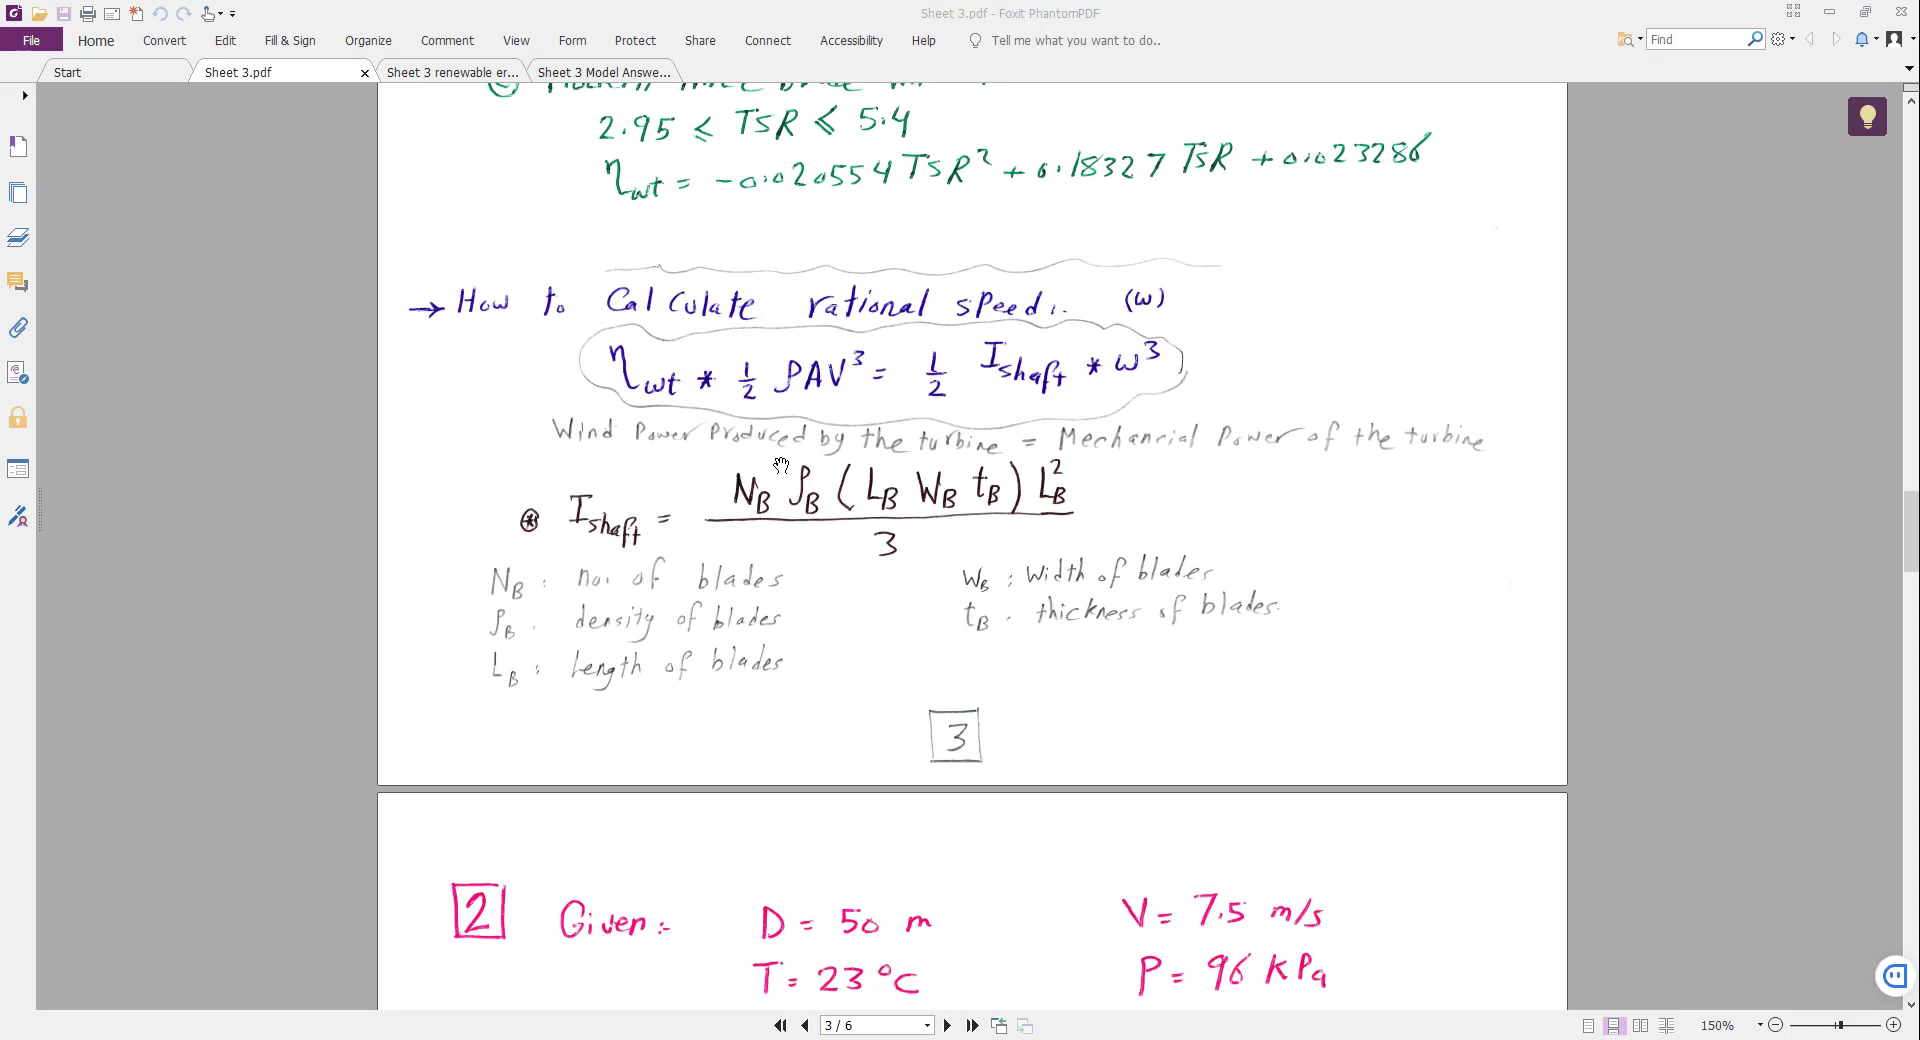 Sheet 3.pdf - Foxit PhantomPDF
File Home Convert Edit Fill & Sign Organize Comment View Form Protect Share Connect Accessibility Help Tell me what you want to do.. Find
Start Sheet 3.pdf Sheet 3 renewable er... Sheet 3 Model Answe...
2.95 ≤ TSR ≤ 5.4
η_wt = -0.020554 TSR² + 0.18327 TSR + 0.023286
→ How to Calculate rational speed :. (ω)
η_wt * 1/2 ρAV³ = 1/2 I_shaft * ω³
Wind Power Produced by the turbine = Mechancial Power of the turbine
⊛ I_shaft = N_B ρ_B (L_B W_B t_B) L_B² / 3
N_B : no. of blades
W_B : Width of blades
ρ_B . density of blades
t_B . thickness of blades.
L_B : length of blades
3
2 Given :- D = 50 m V = 7.5 m/s
T = 23 °C P = 96 kPa
3 / 6
150%